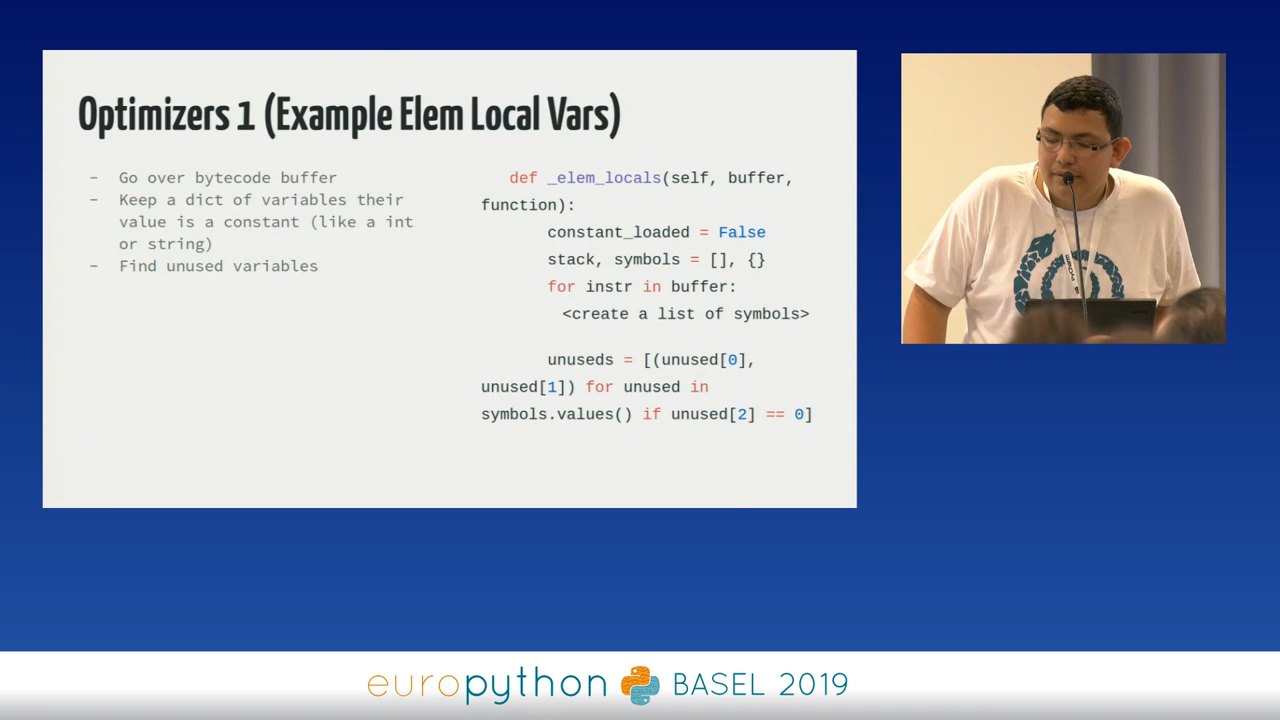 Optimizers 1 (Example Elem Local Vars)
- Go over bytecode buffer
- Keep a dict of variables their
value is a constant (like a int
or string)
- Find unused variables
def _elem_locals(self, buffer,
function):
constant_loaded = False
stack, symbols = [], {}
for instr in buffer:
<create a list of symbols>
unuseds = [(unused[0],
unused[1]) for unused in
symbols.values() if unused[2] == 0]
europython BASEL 2019